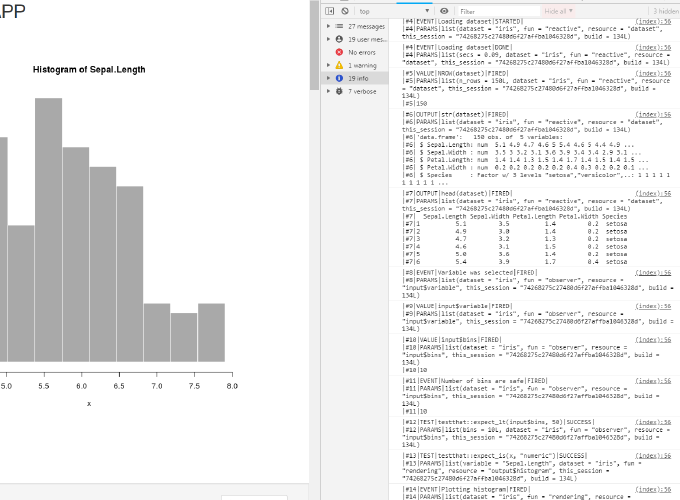 APP
Histogram of Sepal.Length
5.0 5.5 6.0 6.5 7.0 7.5 8.0
x
top
Filter
Hide all
3 hidden
27 messages
19 user mes...
No errors
1 warning
19 info
7 verbose
|#4|EVENT|Loading dataset|STARTED| (index):56
|#4|PARAMS|list(dataset = "iris", fun = "reactive", resource = "dataset",
this_session = "74268275c27480d6f27affba1046328d", build = 134L)
|#4|EVENT|Loading dataset|DONE| (index):56
|#4|PARAMS|list(secs = 0.09, dataset = "iris", fun = "reactive", resource =
"dataset", this_session = "74268275c27480d6f27affba1046328d", build = 134L)
|#5|VALUE|NROW(dataset)|FIRED| (index):56
|#5|PARAMS|list(n_rows = 150L, dataset = "iris", fun = "reactive", resource
= "dataset", this_session = "74268275c27480d6f27affba1046328d", build =
134L)
|#5|150
|#6|OUTPUT|str(dataset)|FIRED| (index):56
|#6|PARAMS|list(dataset = "iris", fun = "reactive", resource = "dataset",
this_session = "74268275c27480d6f27affba1046328d", build = 134L)
|#6|'data.frame': 150 obs. of 5 variables:
|#6| $ Sepal.Length: num 5.1 4.9 4.7 4.6 5 5.4 4.6 5 4.4 4.9 ...
|#6| $ Sepal.Width : num 3.5 3 3.2 3.1 3.6 3.9 3.4 3.4 2.9 3.1 ...
|#6| $ Petal.Length: num 1.4 1.4 1.3 1.5 1.4 1.7 1.4 1.5 1.4 1.5 ...
|#6| $ Petal.Width : num 0.2 0.2 0.2 0.2 0.2 0.4 0.3 0.2 0.2 0.1 ...
|#6| $ Species : Factor w/ 3 levels "setosa","versicolor",..: 1 1 1 1 1
1 1 1 1 1 ...
|#7|OUTPUT|head(dataset)|FIRED| (index):56
|#7|PARAMS|list(dataset = "iris", fun = "reactive", resource = "dataset",
this_session = "74268275c27480d6f27affba1046328d", build = 134L)
|#7| Sepal.Length Sepal.Width Petal.Length Petal.Width Species
|#7|1 5.1 3.5 1.4 0.2 setosa
|#7|2 4.9 3.0 1.4 0.2 setosa
|#7|3 4.7 3.2 1.3 0.2 setosa
|#7|4 4.6 3.1 1.5 0.2 setosa
|#7|5 5.0 3.6 1.4 0.2 setosa
|#7|6 5.4 3.9 1.7 0.4 setosa
|#8|EVENT|Variable was selected|FIRED| (index):56
|#8|PARAMS|list(dataset = "iris", fun = "observer", resource =
"input$variable", this_session = "74268275c27480d6f27affba1046328d", build =
134L)
|#9|VALUE|input$variable|FIRED| (index):56
|#9|PARAMS|list(dataset = "iris", fun = "observer", resource =
"input$variable", this_session = "74268275c27480d6f27affba1046328d", build =
134L)
|#10|VALUE|input$bins|FIRED| (index):56
|#10|PARAMS|list(dataset = "iris", fun = "observer", resource =
"input$bins", this_session = "74268275c27480d6f27affba1046328d", build =
134L)
|#10|10
|#11|EVENT|Number of bins are safe|FIRED| (index):56
|#11|PARAMS|list(dataset = "iris", fun = "observer", resource =
"input$bins", this_session = "74268275c27480d6f27affba1046328d", build =
134L)
|#11|10
|#12|TEST|testthat::expect_lt(input$bins, 50)|SUCCESS| (index):56
|#12|PARAMS|list(bins = 10L, dataset = "iris", fun = "observer", resource =
"input$bins", this_session = "74268275c27480d6f27affba1046328d", build =
134L)
|#13|TEST|testthat::expect_is(x, "numeric")|SUCCESS| (index):56
|#13|PARAMS|list(variable = "Sepal.Length", dataset = "iris", fun =
"rendering", resource = "output$histogram", this_session =
"74268275c27480d6f27affba1046328d", build = 134L)
|#14|EVENT|Plotting histogram|FIRED| (index):56
|#14|PARAMS|list(dataset = "iris", fun = "rendering", resource =